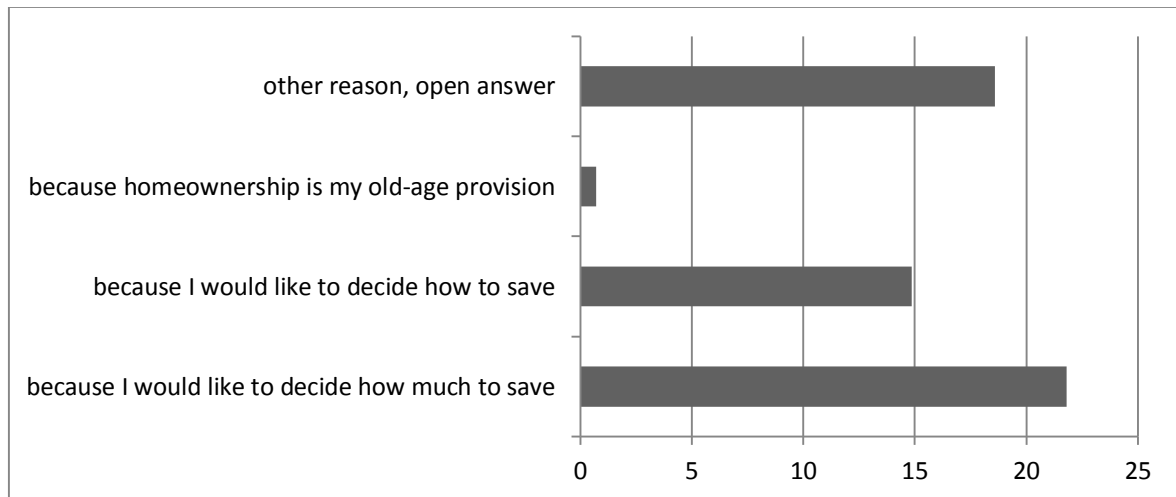 other reason, open answer
because homeownership is my old-age provision
because I would like to decide how to save
because I would like to decide how much to save
0 5 10 15 20 25